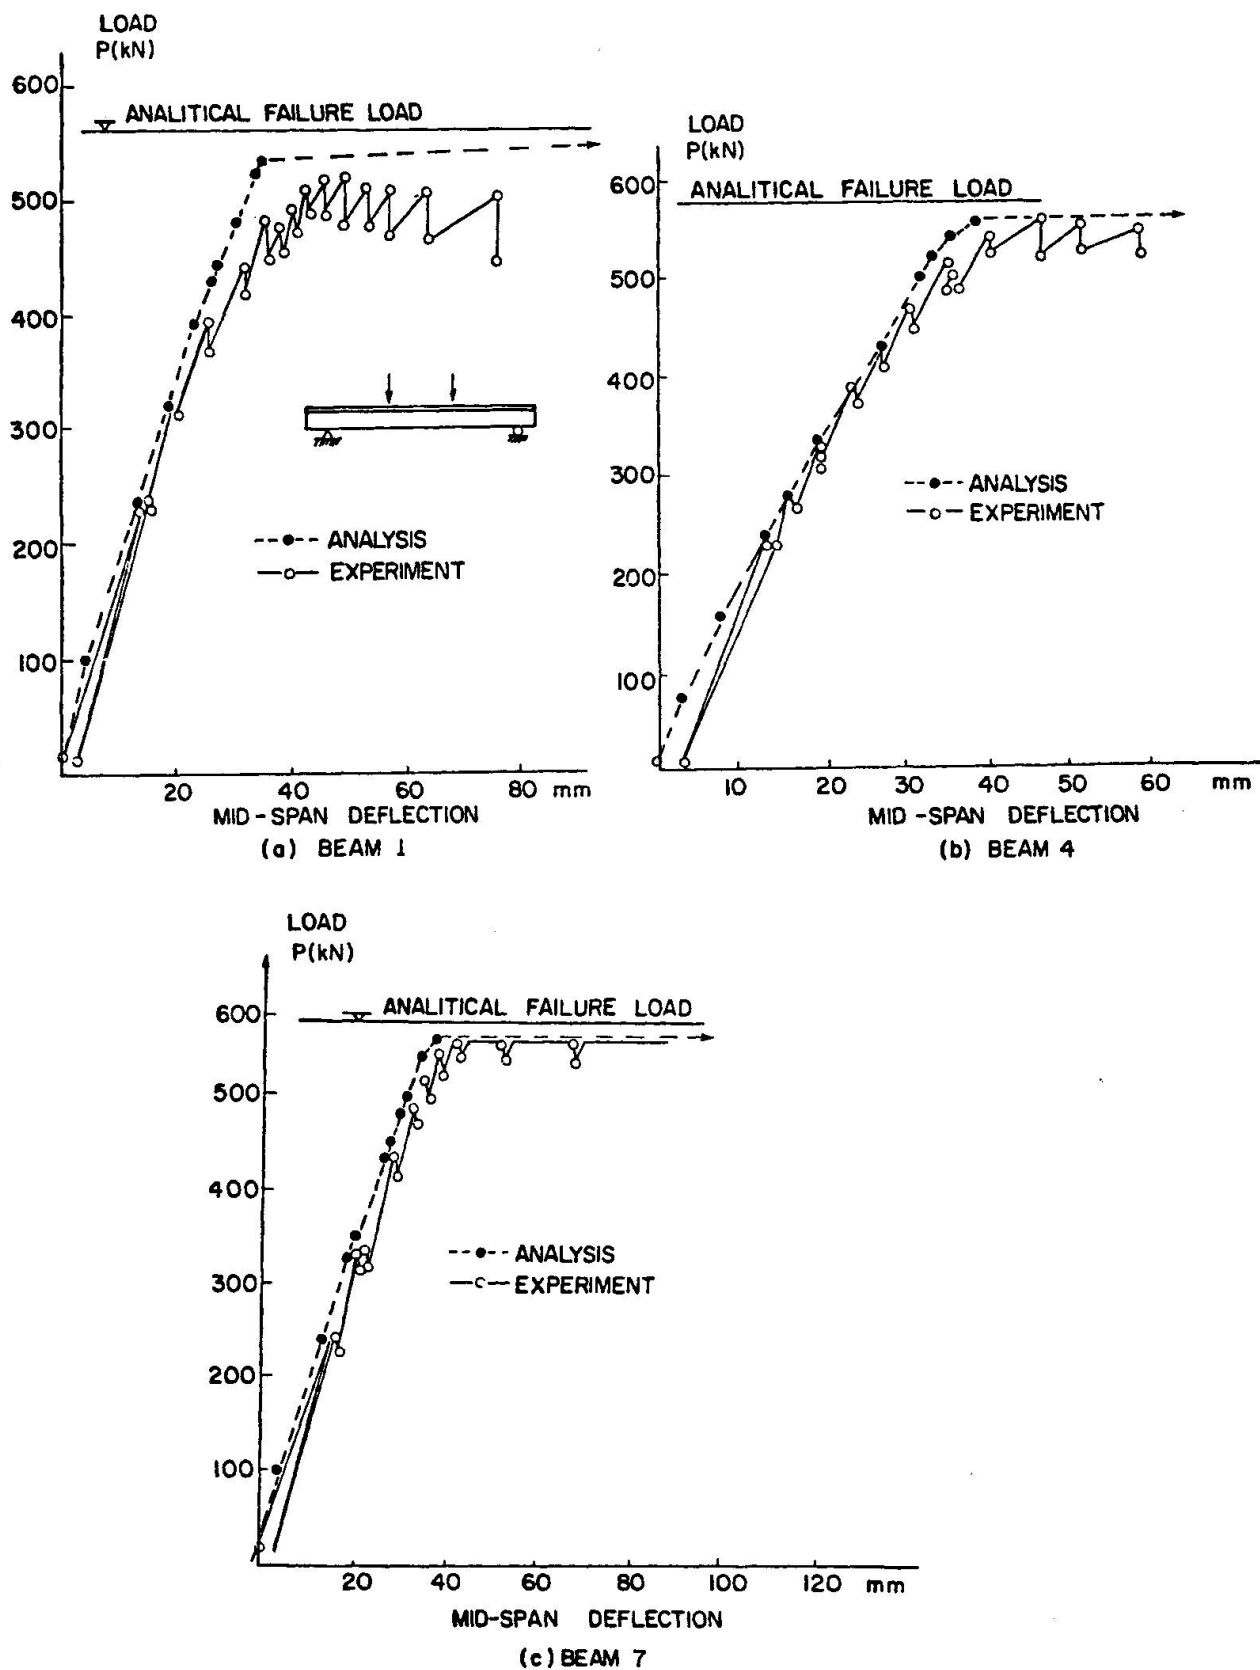 LOAD
P(kN)
600
ANALITICAL FAILURE LOAD
500
400
300
200
100
ANALYSIS
EXPERIMENT
20 40 60 80 mm
MID-SPAN DEFLECTION
(a) BEAM 1
LOAD
P(kN)
600
ANALITICAL FAILURE LOAD
500
400
300
200
100
ANALYSIS
EXPERIMENT
10 20 30 40 50 60 mm
MID-SPAN DEFLECTION
(b) BEAM 4
LOAD
P(kN)
600
ANALITICAL FAILURE LOAD
500
400
300
200
100
ANALYSIS
EXPERIMENT
20 40 60 80 100 120 mm
MID-SPAN DEFLECTION
(c) BEAM 7